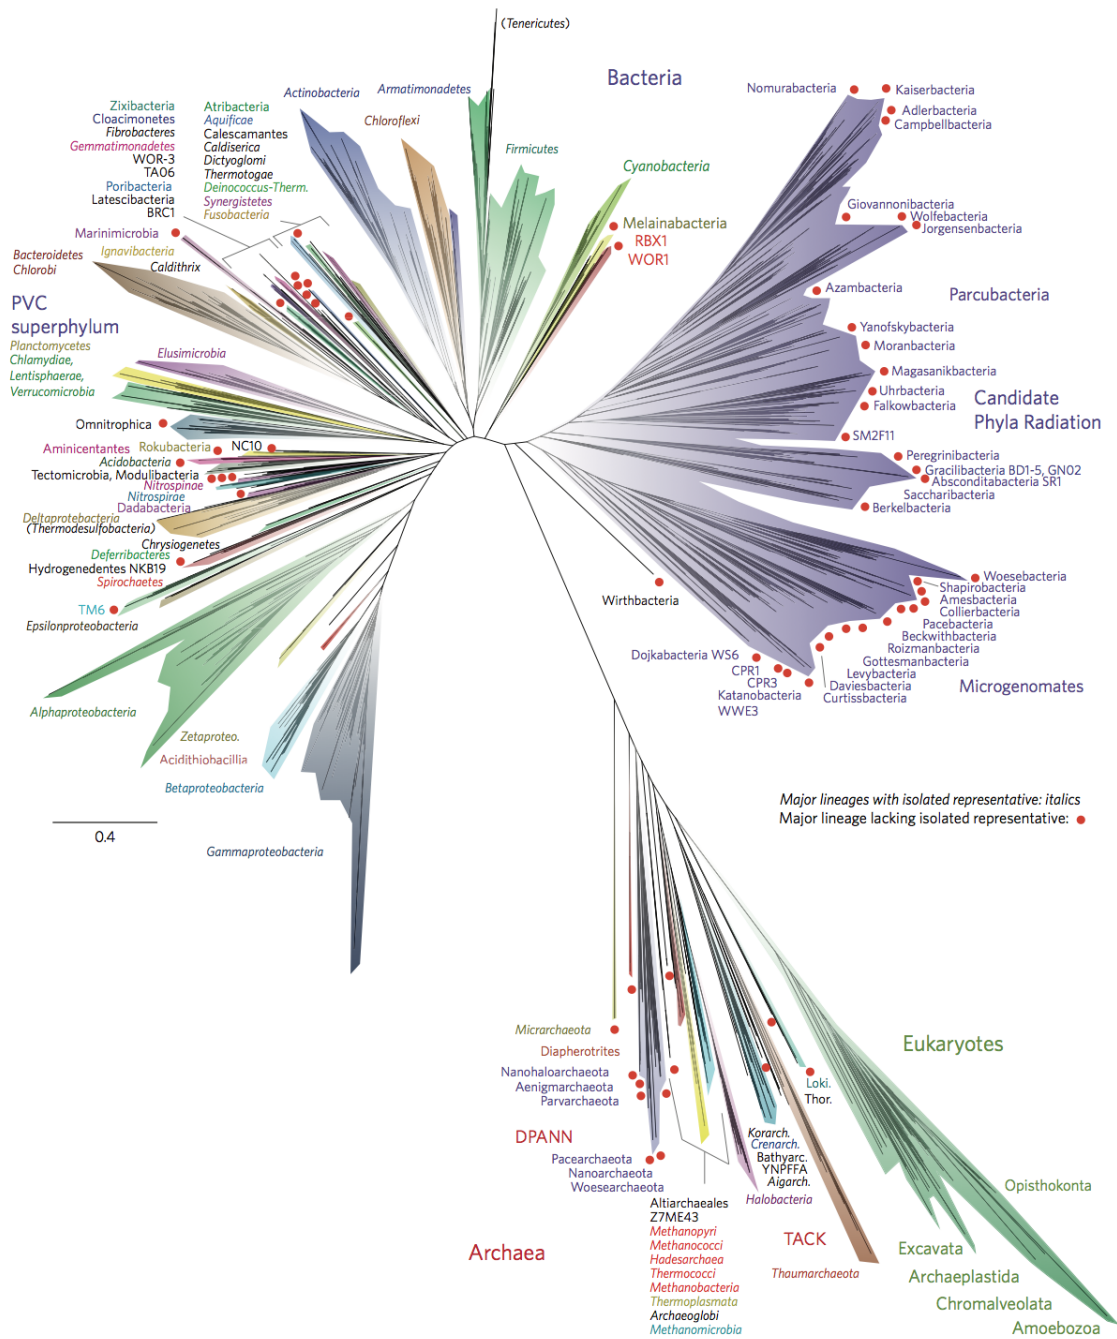 (Tenericutes)
Bacteria
Actinobacteria
Armatimonadetes
Chloroflexi
Firmicutes
Cyanobacteria
Melainabacteria
RBX1
WOR1
Zixibacteria
Cloacimonetes
Fibrobacteres
Gemmatimonadetes
WOR-3
TA06
Poribacteria
Latescibacteria
BRC1
Atribacteria
Aquificae
Calescamantes
Caldiserica
Dictyoglomi
Thermotogae
Deinococcus-Therm.
Synergistetes
Fusobacteria
Marinimicrobia
Ignavibacteria
Bacteroidetes
Chlorobi
Caldithrix
PVC
superphylum
Planctomycetes
Chlamydiae,
Lentisphaerae,
Verrucomicrobia
Elusimicrobia
Omnitrophica
Aminicentantes
Rokubacteria
NC10
Acidobacteria
Tectomicrobia, Modulibacteria
Nitrospinae
Nitrospirae
Dadabacteria
Deltaprotebacteria
(Thermodesulfobacteria)
Chrysiogenetes
Deferribacteres
Hydrogenedentes NKB19
Spirochaetes
TM6
Epsilonproteobacteria
Alphaproteobacteria
Zetaproteo.
Acidithiobacillia
Betaproteobacteria
Gammaproteobacteria
0.4
Nomurabacteria
Kaiserbacteria
Adlerbacteria
Campbellbacteria
Giovannonibacteria
Wolfebacteria
Jorgensenbacteria
Azambacteria
Parcubacteria
Yanofskybacteria
Moranbacteria
Magasanikbacteria
Uhrbacteria
Falkowbacteria
Candidate
Phyla Radiation
SM2F11
Peregrinibacteria
Gracilibacteria BD1-5, GN02
Absconditabacteria SR1
Saccharibacteria
Berkelbacteria
Woesebacteria
Shapirobacteria
Amesbacteria
Collierbacteria
Pacebacteria
Beckwithbacteria
Roizmanbacteria
Gottesmanbacteria
Levybacteria
Daviesbacteria
Curtissbacteria
Microgenomates
Wirthbacteria
Dojkabacteria WS6
CPR1
CPR3
Katanobacteria
WWE3
Major lineages with isolated representative: italics
Major lineage lacking isolated representative:
Micrarchaeota
Diapherotrites
Nanohaloarchaeota
Aenigmarchaeota
Parvarchaeota
DPANN
Pacearchaeota
Nanoarchaeota
Woesearchaeota
Archaea
Altiarchaeales
Z7ME43
Methanopyri
Methanococci
Hadesarchaea
Thermococci
Methanobacteria
Thermoplasmata
Archaeoglobi
Methanomicrobia
Halobacteria
Korarch.
Crenarch.
Bathyarc.
YNPFFA
Aigarch.
TACK
Thaumarchaeota
Loki.
Thor.
Eukaryotes
Opisthokonta
Excavata
Archaeplastida
Chromalveolata
Amoebozoa